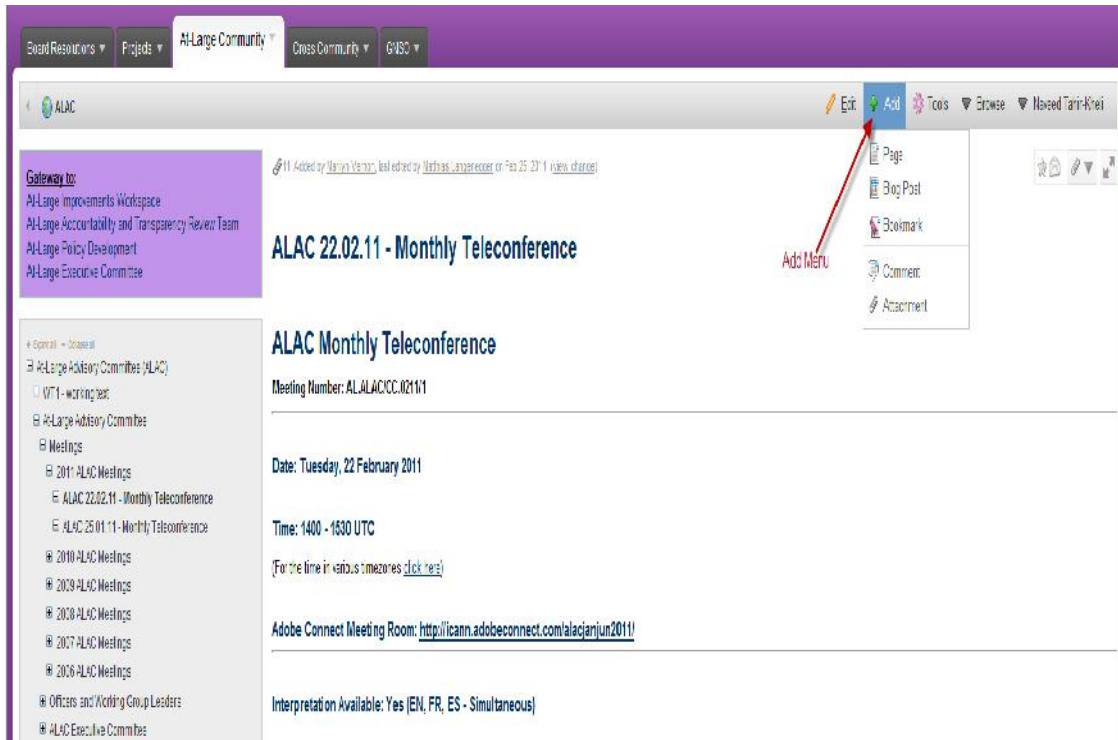 Board Resolutions
Projects
At-Large Community
Cross Community
GNSO
ALAC
Edit
Add
Tools
Browse
Naveed Tahir-Kheli
Page
Blog Post
Bookmark
Comment
Attachment
Add Menu
Gateway to:
At-Large Improvements Workspace
At-Large Accountability and Transparency Review Team
At-Large Policy Development
At-Large Executive Committee
11 Added by Marilyn Vernon, last edited by Matthias Langenegger on Feb 25, 2011 (view change)
ALAC 22.02.11 - Monthly Teleconference
ALAC Monthly Teleconference
Meeting Number: AL.ALAC/CC.0211/1
Date: Tuesday, 22 February 2011
Time: 1400 - 1530 UTC
(For the time in various timezones click here)
Adobe Connect Meeting Room: http://icann.adobeconnect.com/alacjanjun2011/
Interpretation Available: Yes (EN, FR, ES - Simultaneous)
Expand all Collapse all
At-Large Advisory Committee (ALAC)
WT1 - working text
At-Large Advisory Committee
Meetings
2011 ALAC Meetings
ALAC 22.02.11 - Monthly Teleconference
ALAC 25.01.11 - Monthly Teleconference
2010 ALAC Meetings
2009 ALAC Meetings
2008 ALAC Meetings
2007 ALAC Meetings
2006 ALAC Meetings
Officers and Working Group Leaders
ALAC Executive Committee